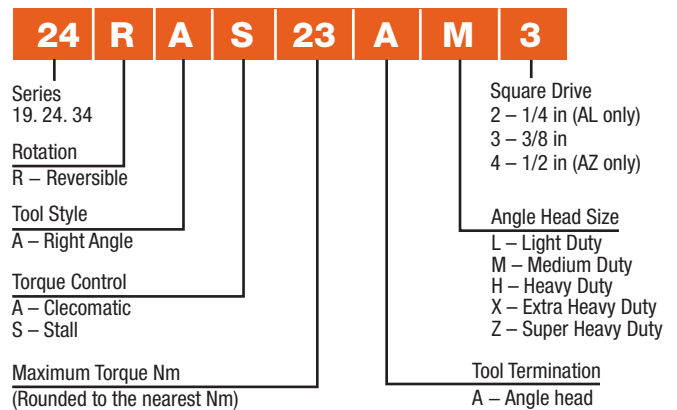 24 R A S 23 A M 3
Series
19. 24. 34
Rotation
R – Reversible
Tool Style
A – Right Angle
Torque Control
A – Clecomatic
S – Stall
Maximum Torque Nm
(Rounded to the nearest Nm)
Square Drive
2 – 1/4 in (AL only)
3 – 3/8 in
4 – 1/2 in (AZ only)
Angle Head Size
L – Light Duty
M – Medium Duty
H – Heavy Duty
X – Extra Heavy Duty
Z – Super Heavy Duty
Tool Termination
A – Angle head